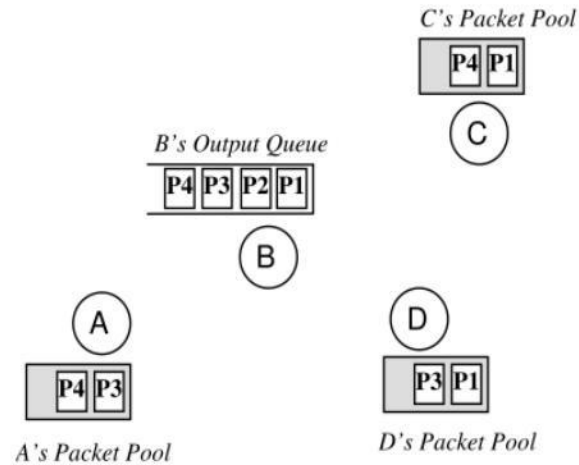 C's Packet Pool
P4 P1
C
B's Output Queue
P4 P3 P2 P1
B
A
D
P4 P3
P3 P1
A's Packet Pool
D's Packet Pool